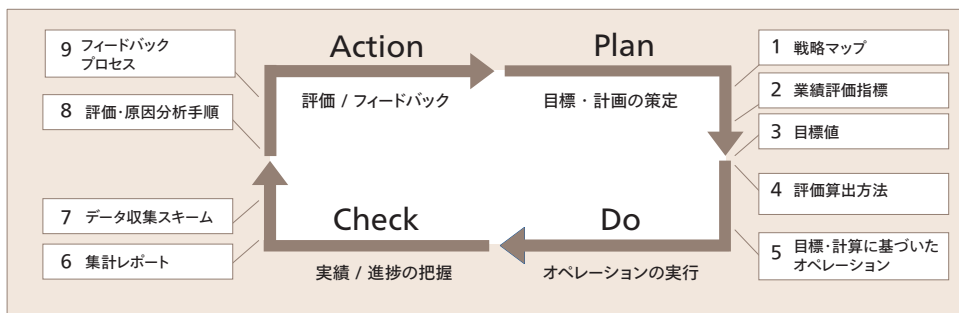 Action
評価 / フィードバック
Plan
目標・計画の策定
1 戦略マップ
2 業績評価指標
3 目標値
4 評価算出方法
5 目標・計算に基づいた
オペレーション
Do
オペレーションの実行
Check
実績 / 進捗の把握
6 集計レポート
7 データ収集スキーム
8 評価・原因分析手順
9 フィードバック
プロセス